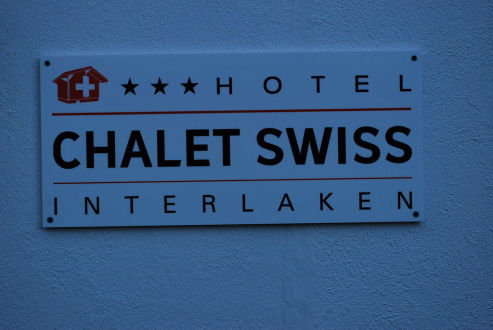 ★★★HOTEL
CHALET SWISS
INTERLAKEN